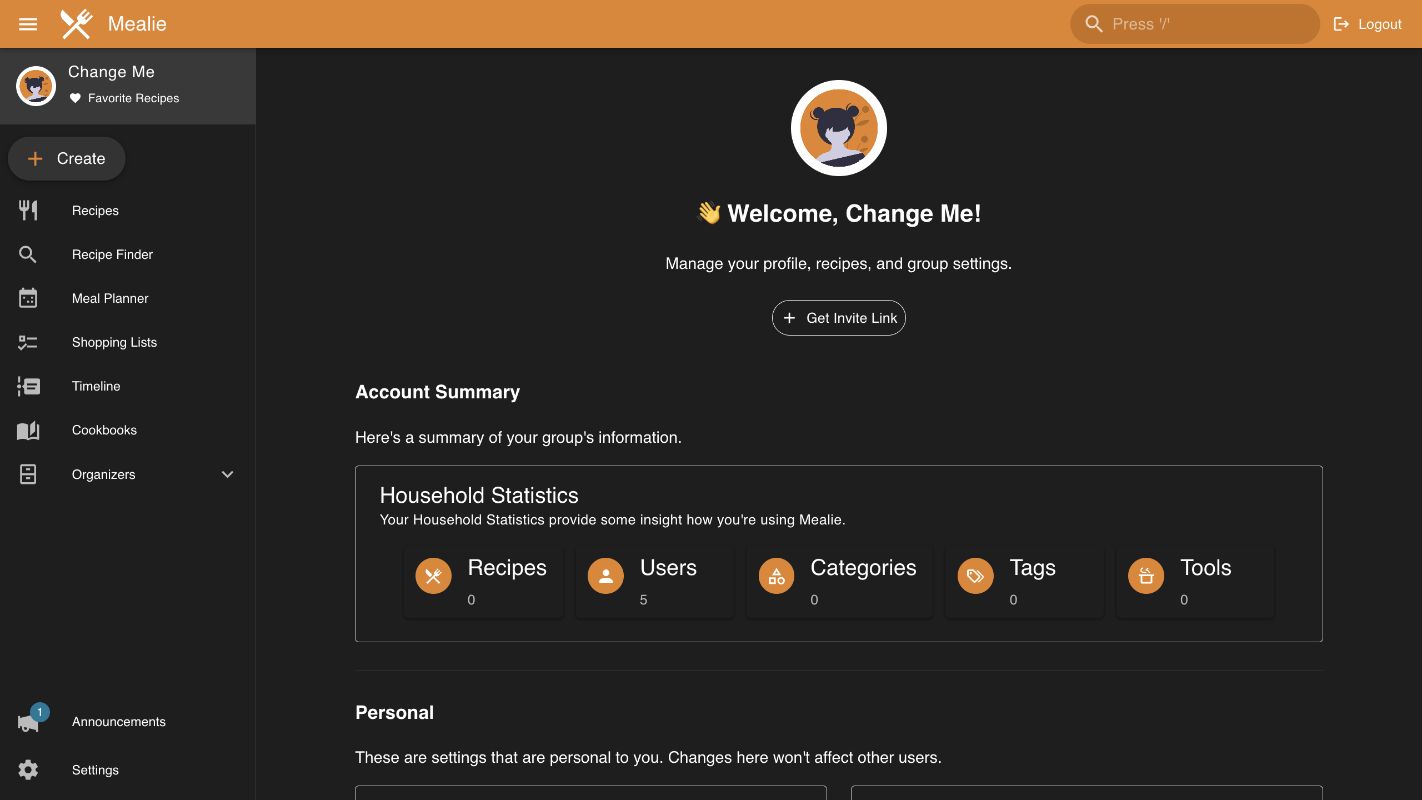 Mealie
Press '/'
Logout
Change Me
Favorite Recipes
Create
Recipes
Recipe Finder
Meal Planner
Shopping Lists
Timeline
Cookbooks
Organizers
1
Announcements
Settings
👋 Welcome, Change Me!
Manage your profile, recipes, and group settings.
Get Invite Link
Account Summary
Here's a summary of your group's information.
Household Statistics
Your Household Statistics provide some insight how you're using Mealie.
Recipes
0
Users
5
Categories
0
Tags
0
Tools
0
Personal
These are settings that are personal to you. Changes here won't affect other users.